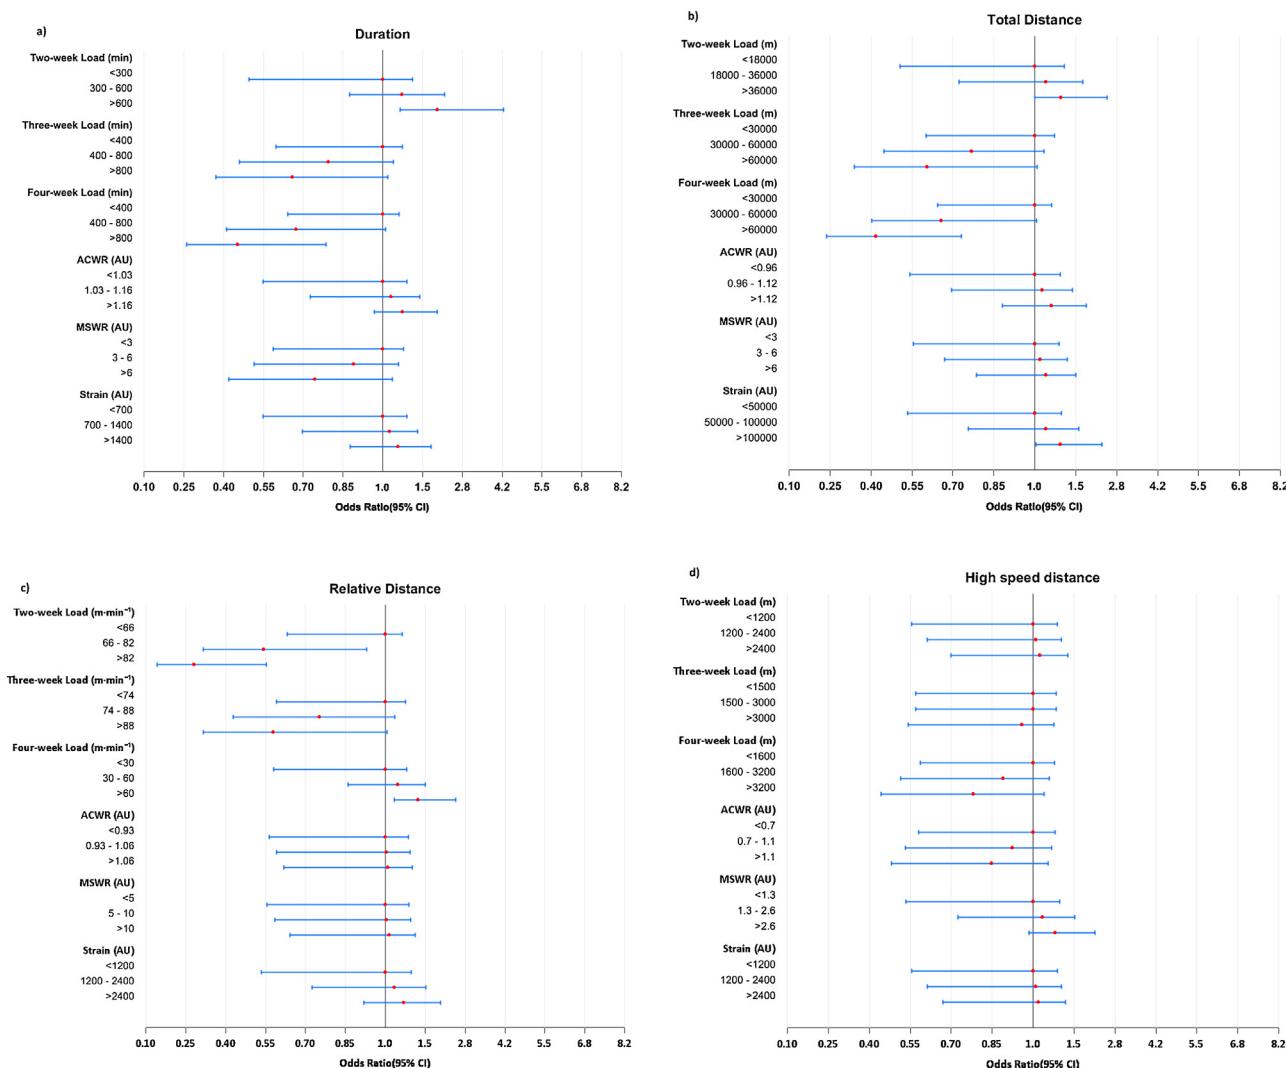 a)
Duration
Two-week Load (min)
<300
300 - 600
>600
Three-week Load (min)
<400
400 - 800
>800
Four-week Load (min)
<400
400 - 800
>800
ACWR (AU)
<1.03
1.03 - 1.16
>1.16
MSWR (AU)
<3
3 - 6
>6
Strain (AU)
<700
700 - 1400
>1400
0.10 0.25 0.55 0.70 0.85 1.0 1.5 2.8 4.2 5.5 6.8 8.2
Odds Ratio(95% CI)
b)
Total Distance
Two-week Load (m)
<18000
18000 - 36000
>36000
Three-week Load (m)
<30000
30000 - 60000
>60000
Four-week Load (m)
<30000
30000 - 60000
>60000
ACWR (AU)
<0.96
0.96 - 1.12
>1.12
MSWR (AU)
<3
3 - 6
>6
Strain (AU)
<50000
50000 - 100000
>100000
0.10 0.25 0.40 0.55 0.70 0.85 1.0 1.5 2.8 4.2 5.5 6.8 8.2
Odds Ratio(95% CI)
c)
Relative Distance
Two-week Load (m·min⁻¹)
<66
66 - 82
>82
Three-week Load (m·min⁻¹)
<74
74 - 88
>88
Four-week Load (m·min⁻¹)
<30
30 - 60
>60
ACWR (AU)
<0.93
0.93 - 1.06
>1.06
MSWR (AU)
<5
5 - 10
>10
Strain (AU)
<1200
1200 - 2400
>2400
0.10 0.25 0.40 0.55 0.70 0.85 1.0 1.5 2.8 4.2 5.5 6.8 8.2
Odds Ratio(95% CI)
d)
High speed distance
Two-week Load (m)
<1200
1200 - 2400
>2400
Three-week Load (m)
<1500
1500 - 3000
>3000
Four-week Load (m)
<1600
1600 - 3200
>3200
ACWR (AU)
<0.7
0.7 - 1.1
>1.1
MSWR (AU)
<1.3
1.3 - 2.6
>2.6
Strain (AU)
<1200
1200 - 2400
>2400
0.10 0.25 0.40 0.55 0.70 0.85 1.0 1.5 2.8 4.2 5.5 6.8 8.2
Odds Ratio(95% CI)